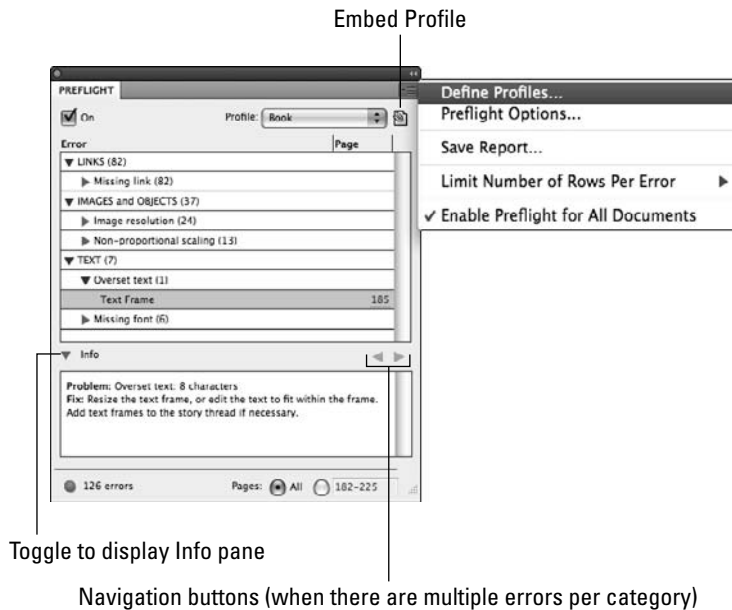 Embed Profile
PREFLIGHT
On
Profile: Book
Error Page
LINKS (82)
Missing link (82)
IMAGES and OBJECTS (37)
Image resolution (24)
Non-proportional scaling (13)
TEXT (7)
Overset text (1)
Text Frame 185
Missing font (6)
Info
Problem: Overset text: 8 characters
Fix: Resize the text frame, or edit the text to fit within the frame.
Add text frames to the story thread if necessary.
126 errors
Pages: All 182-225
Define Profiles...
Preflight Options...
Save Report...
Limit Number of Rows Per Error
Enable Preflight for All Documents
Toggle to display Info pane
Navigation buttons (when there are multiple errors per category)